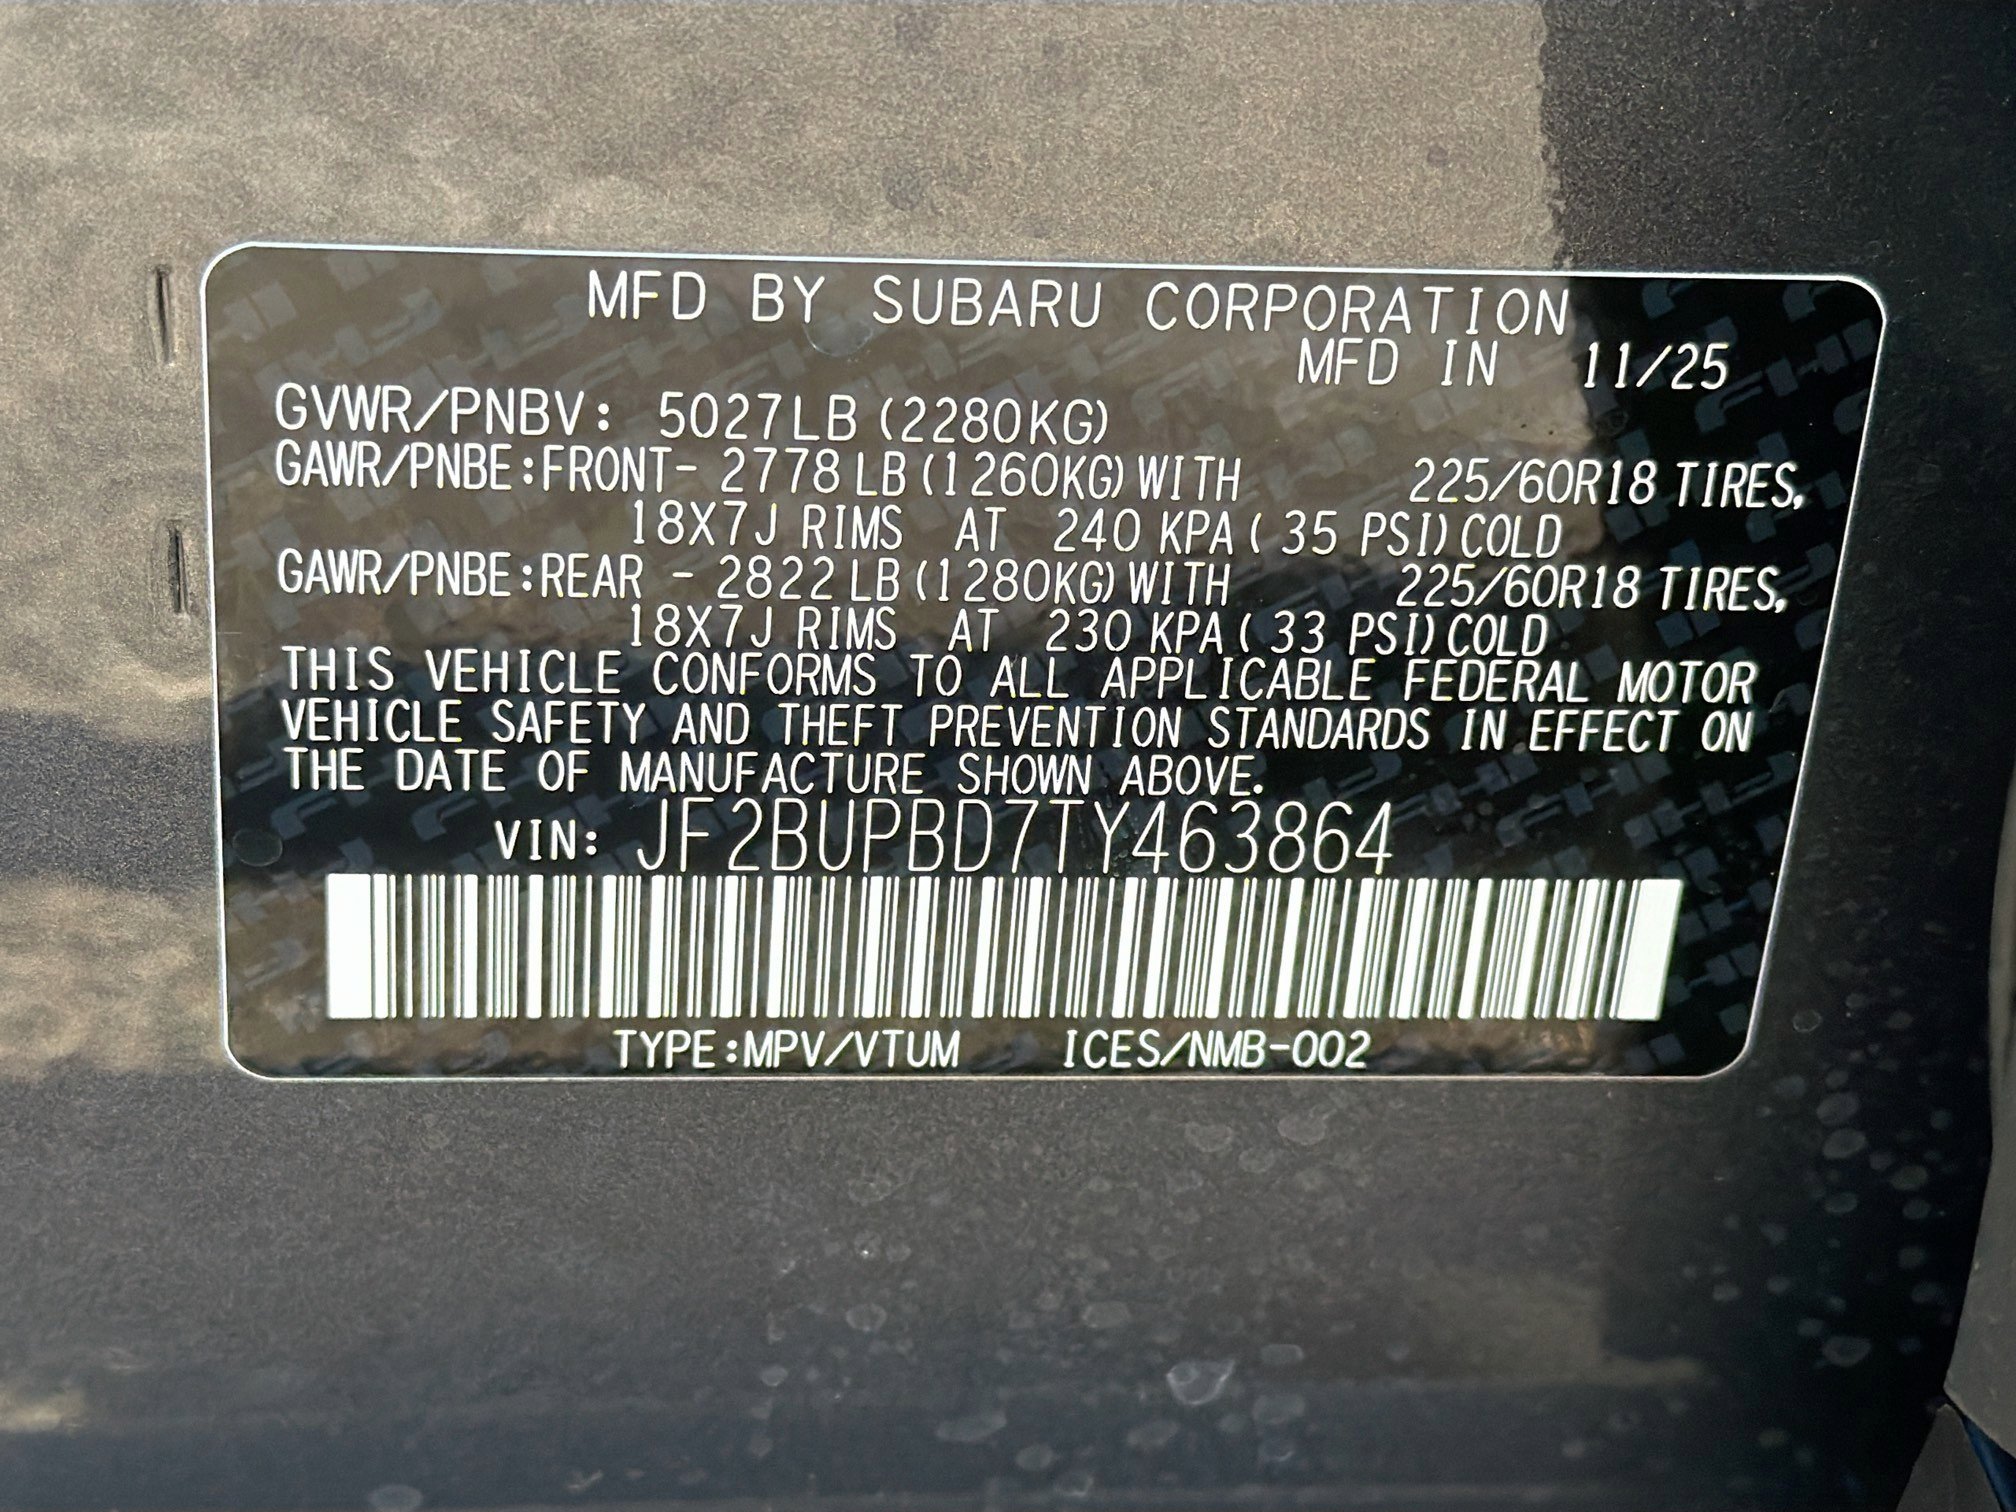 MFD BY SUBARU CORPORATION
MFD IN 11/25
GVWR/PNBV: 5027LB (2280KG)
GAWR/PNBE:FRONT- 2778 LB (1260KG) WITH 225/60R18 TIRES,
18X7J RIMS AT 240 KPA ( 35 PSI) COLD
GAWR/PNBE:REAR - 2822 LB (1280KG) WITH 225/60R18 TIRES,
18X7J RIMS AT 230 KPA ( 33 PSI) COLD
THIS VEHICLE CONFORMS TO ALL APPLICABLE FEDERAL MOTOR
VEHICLE SAFETY AND THEFT PREVENTION STANDARDS IN EFFECT ON
THE DATE OF MANUFACTURE SHOWN ABOVE.
VIN: JF2BUPBD7TY463864
TYPE:MPV/VTUM ICES/NMB-002